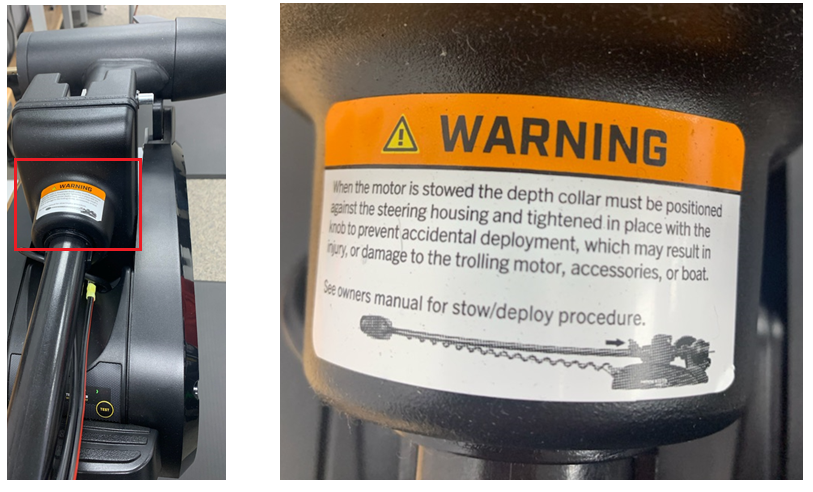 WARNING
TEST
WARNING
When the motor is stowed the depth collar must be positioned
against the steering housing and tightened in place with the
knob to prevent accidental deployment, which may result in
injury, or damage to the trolling motor, accessories, or boat.
See owners manual for stow/deploy procedure.